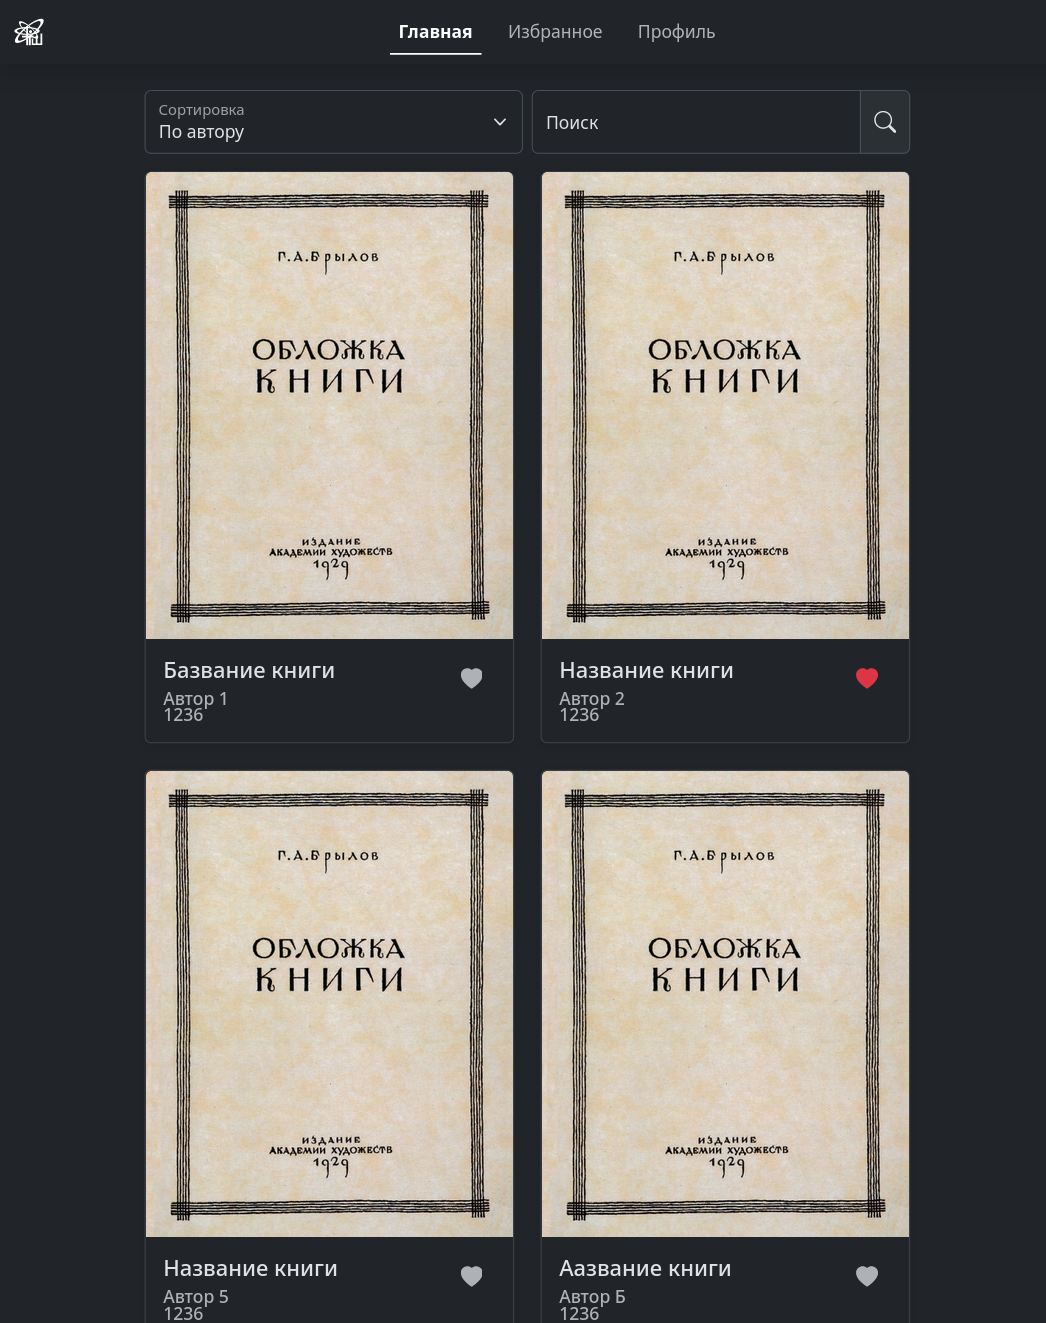 Главная
Избранное
Профиль
Сортировка
По автору
Поиск
Г.А.Брылов
ОБЛОЖКА
КНИГИ
ИЗДАНИЕ
АКАДЕМИИ ХУДОЖЕСТВ
1929
Базвание книги
Автор 1
1236
Г.А.Брылов
ОБЛОЖКА
КНИГИ
ИЗДАНИЕ
АКАДЕМИИ ХУДОЖЕСТВ
1929
Название книги
Автор 2
1236
Г.А.Брылов
ОБЛОЖКА
КНИГИ
ИЗДАНИЕ
АКАДЕМИИ ХУДОЖЕСТВ
1929
Название книги
Автор 5
1236
Г.А.Брылов
ОБЛОЖКА
КНИГИ
ИЗДАНИЕ
АКАДЕМИИ ХУДОЖЕСТВ
1929
Аазвание книги
Автор Б
1236